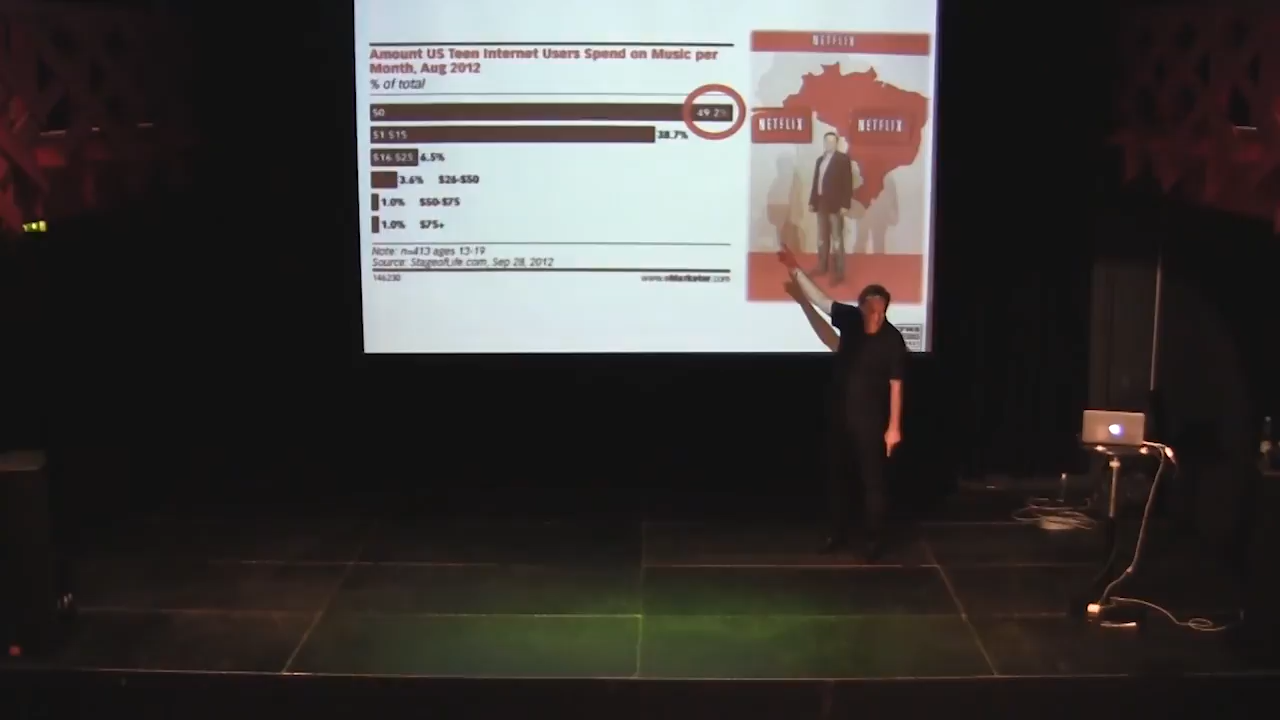 Amount US Teen Internet Users Spend on Music per
Month, Aug 2012
% of total
$0 49.2%
$1-$15 38.7%
$16-$25 6.5%
3.6% $26-$50
1.0% $50-$75
1.0% $75+
Note: n=413 ages 13-19
Source: StageofLife.com, Sep 28, 2012
146230 www.eMarketer.com
NETFLIX
NETFLIX NETFLIX